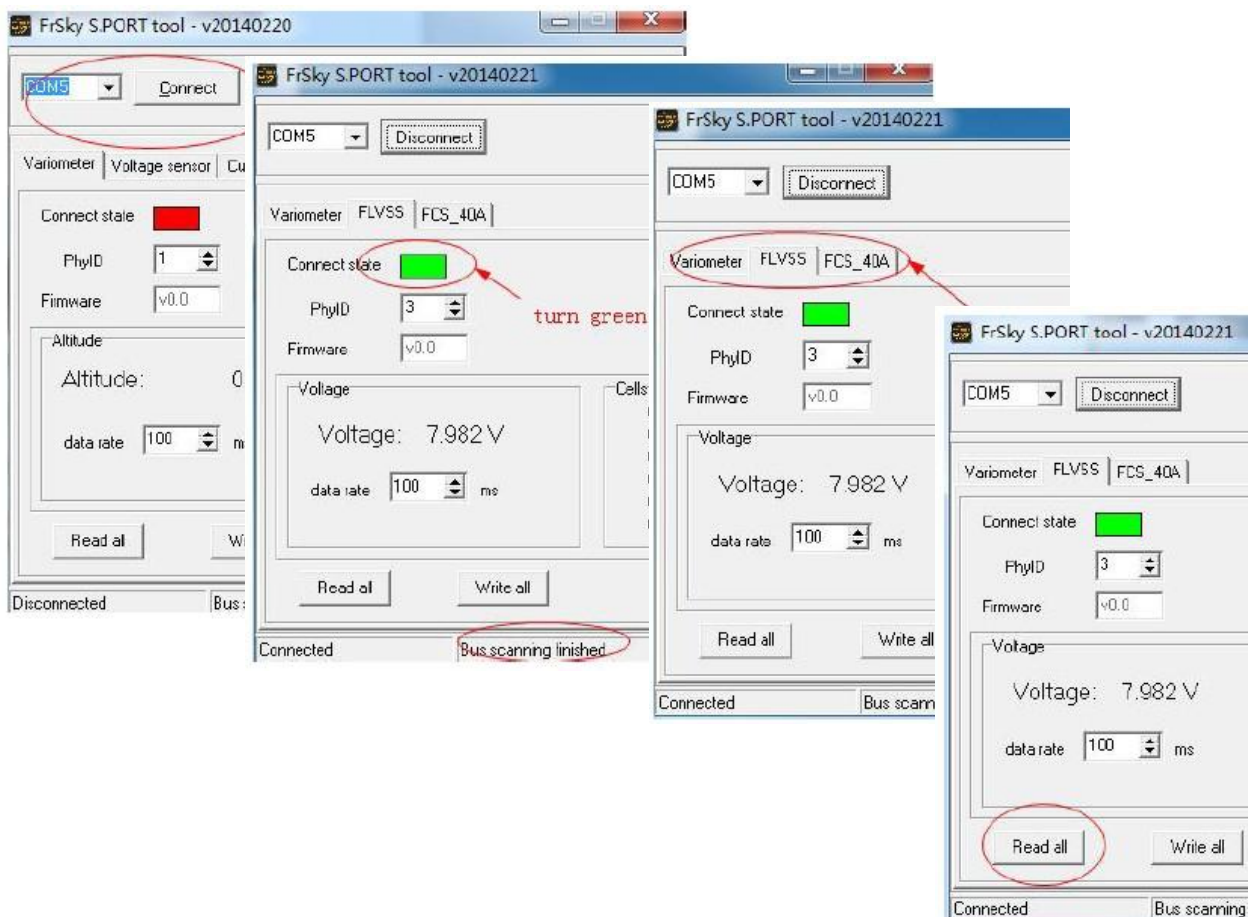 FrSky S.PORT tool - v20140220
COM5
Connect
Variometer
Voltage sensor
Cu
Connect state
PhyID
1
Firmware
v0.0
Altitude
Altitude:
0
data rate
100
Read all
Disconnected
FrSky S.PORT tool - v20140221
COM5
Disconnect
Variometer
FLVSS
FCS_40A
Connect state
turn green
PhyID
3
Firmware
v0.0
Voltage
Cells
Voltage: 7.982 V
data rate
100
ms
Read all
Write all
Connected
Bus scanning finished
FrSky S.PORT tool - v20140221
COM5
Disconnect
Variometer
FLVSS
FCS_40A
Connect state
PhyID
3
Firmware
v0.0
Voltage
Voltage: 7.982 V
data rate
100
ms
Read all
Write all
Connected
Bus scann
FrSky S.PORT tool - v20140221
COM5
Disconnect
Variometer
FLVSS
FCS_40A
Connect state
PhyID
3
Firmware
v0.0
Voltage
Voltage: 7.982 V
data rate
100
ms
Read all
Write all
Connected
Bus scanning